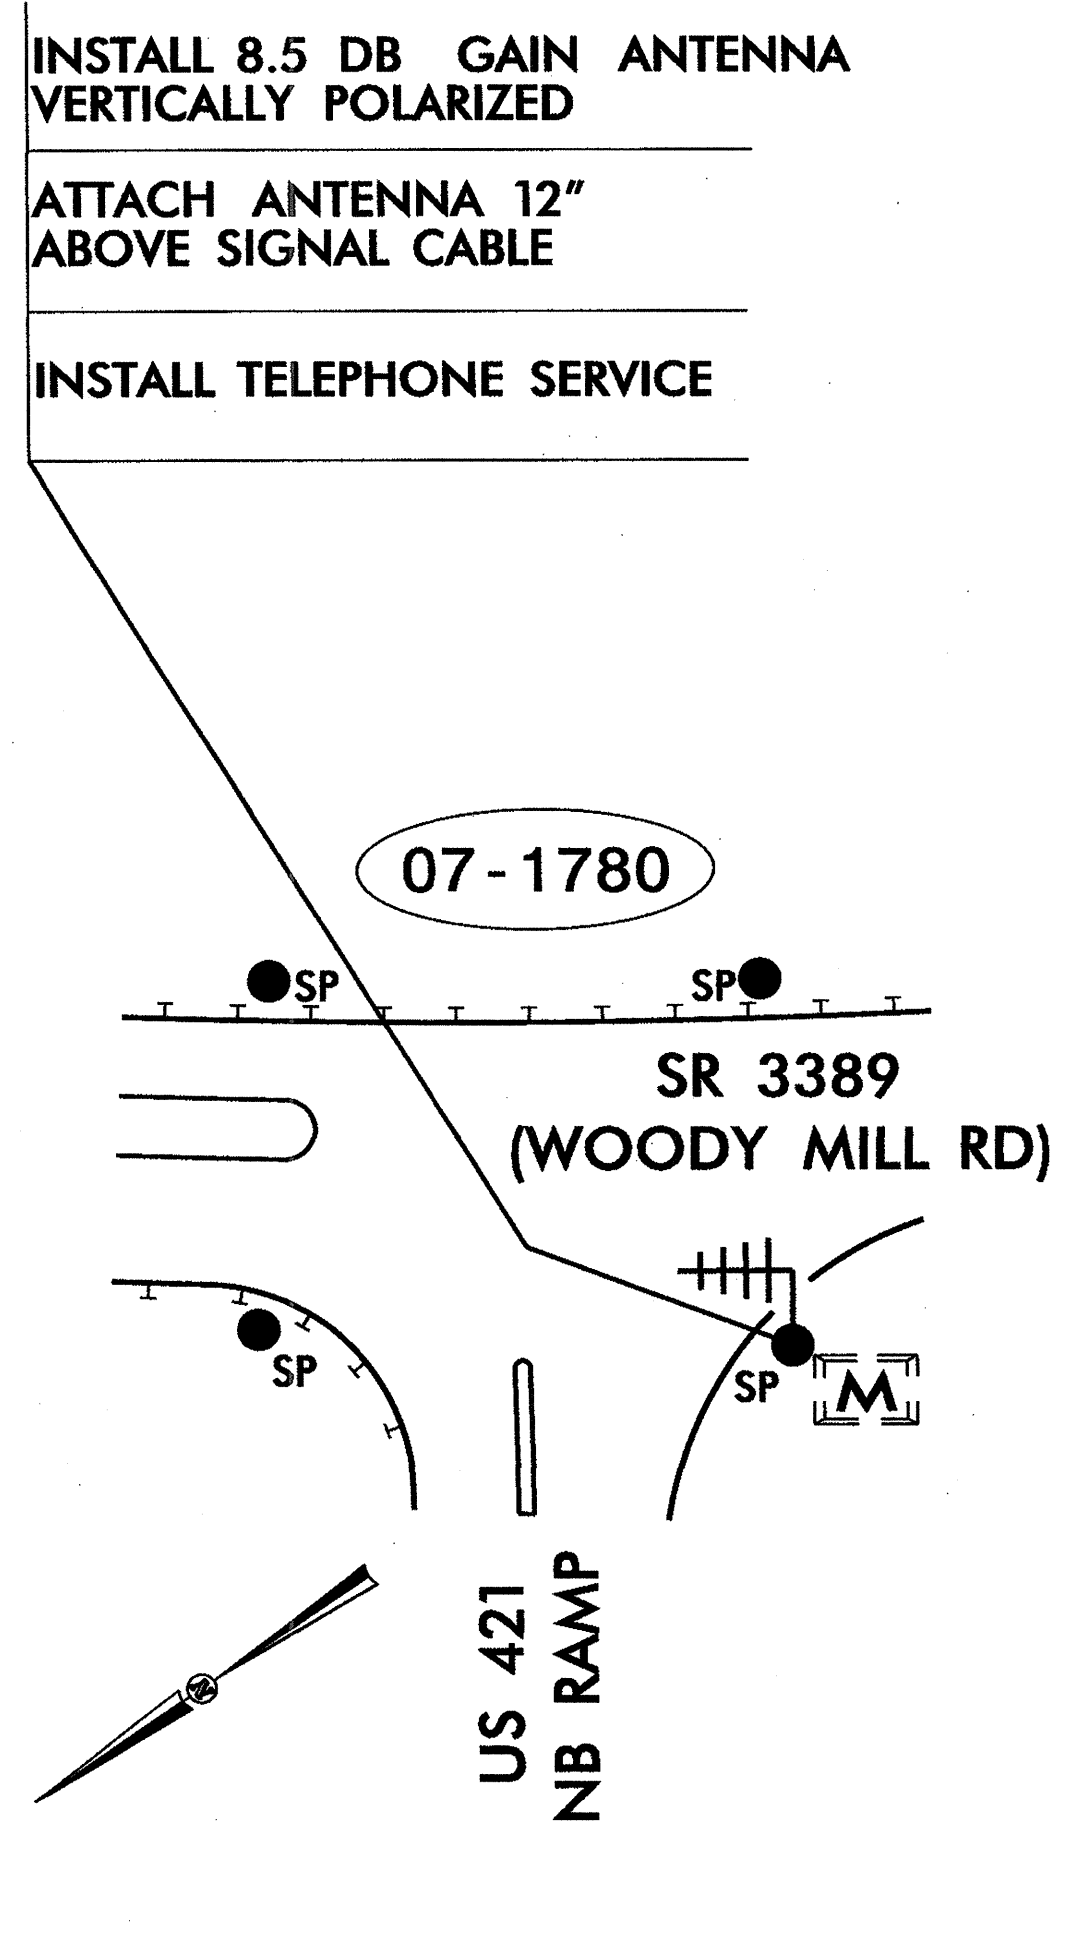 INSTALL 8.5 DB GAIN ANTENNA
VERTICALLY POLARIZED
ATTACH ANTENNA 12"
ABOVE SIGNAL CABLE
INSTALL TELEPHONE SERVICE
07-1780
SP
SP
SR 3389
(WOODY MILL RD)
SP
SP
M
US 421
NB RAMP
N